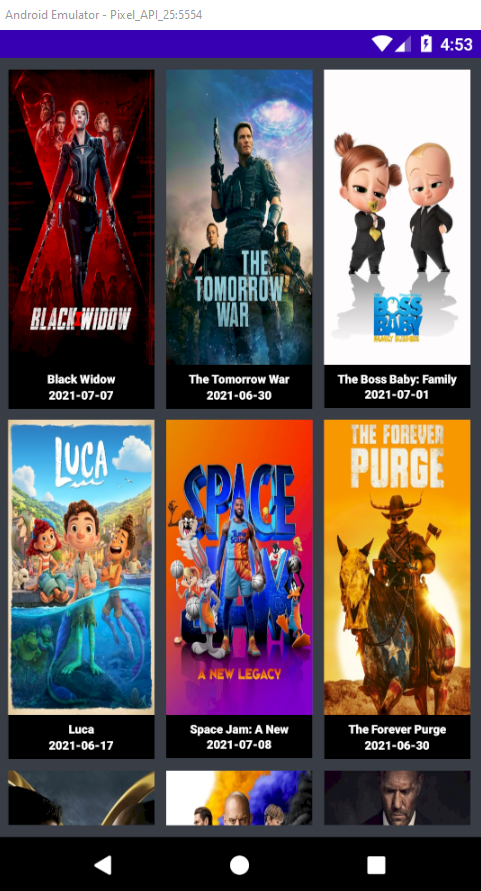 Android Emulator - Pixel_API_25:5554
4:53
BLACK WIDOW
THE
TOMORROW
WAR
BOSS
BABY
FAMILY BUSINESS
Black Widow
2021-07-07
The Tomorrow War
2021-06-30
The Boss Baby: Family
2021-07-01
LUCA
SPACE
JAM
A NEW LEGACY
THE FOREVER
PURGE
Luca
2021-06-17
Space Jam: A New
2021-07-08
The Forever Purge
2021-06-30